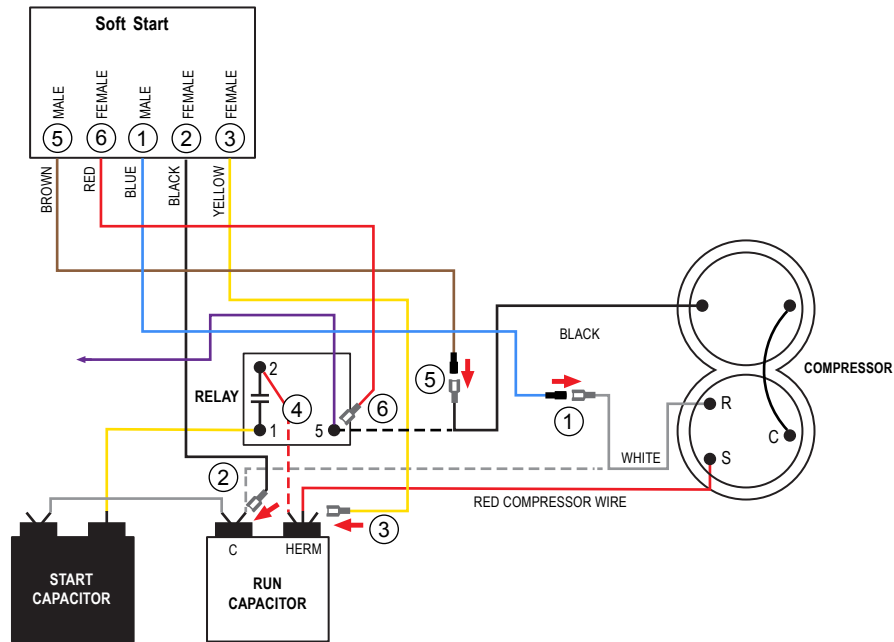 Soft Start
MALE
FEMALE
MALE
FEMALE
FEMALE
5
6
1
2
3
BROWN
RED
BLUE
BLACK
YELLOW
BLACK
COMPRESSOR
2
RELAY
4
5
6
1
5
1
R
C
WHITE
S
2
RED COMPRESSOR WIRE
3
C
HERM
START
CAPACITOR
RUN
CAPACITOR